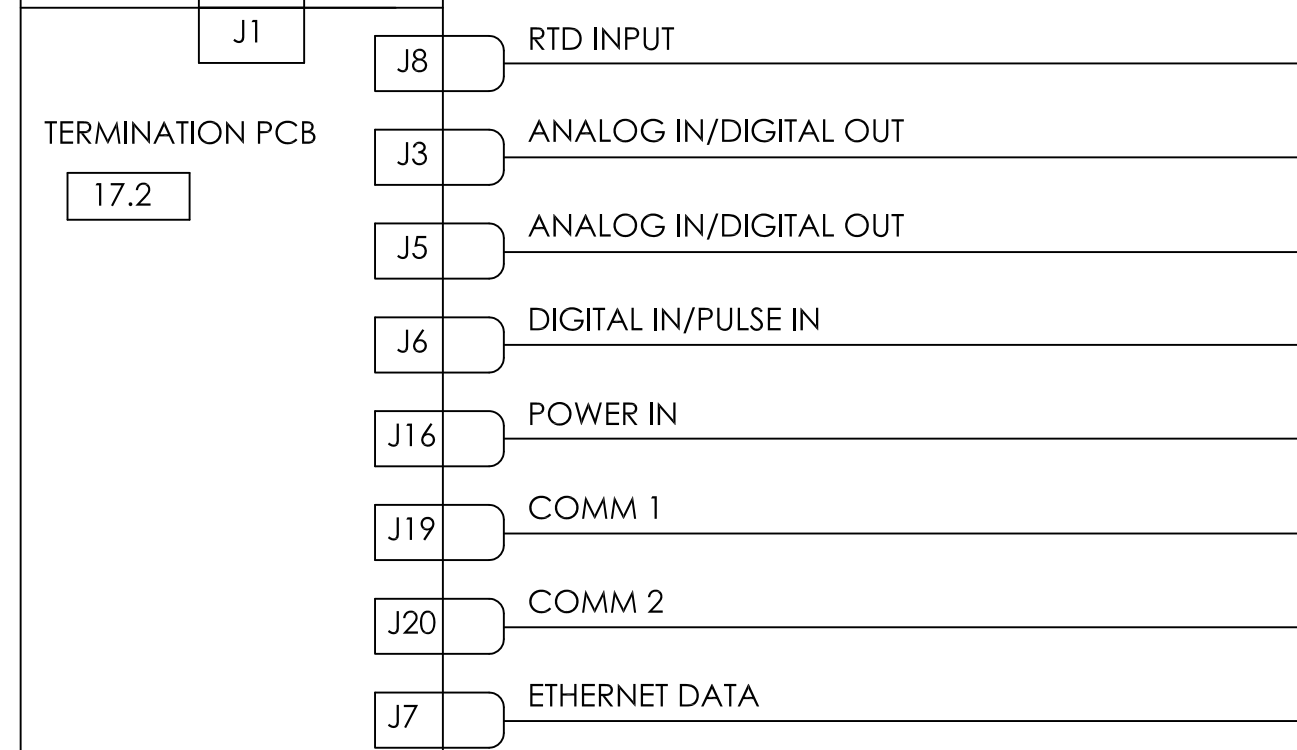 J1
J8
RTD INPUT
TERMINATION PCB
17.2
J3
ANALOG IN/DIGITAL OUT
J5
ANALOG IN/DIGITAL OUT
J6
DIGITAL IN/PULSE IN
J16
POWER IN
J19
COMM 1
J20
COMM 2
J7
ETHERNET DATA